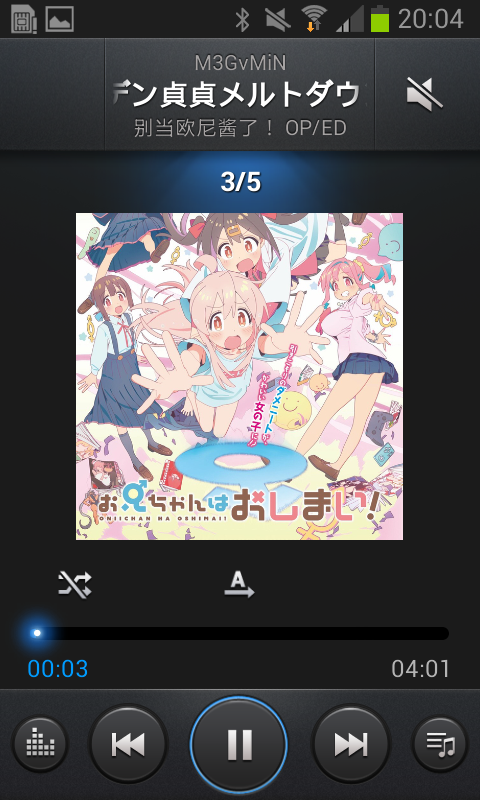 20:04
M3GvMiN
デン貞貞メルトダウ
别当欧尼酱了！ OP/ED
3/5
引きこもりのダメニートが
かわいい女の子に!?
お兄ちゃんはおしまい!
ONIICHAN HA OSHIMAI!
A
00:03
04:01